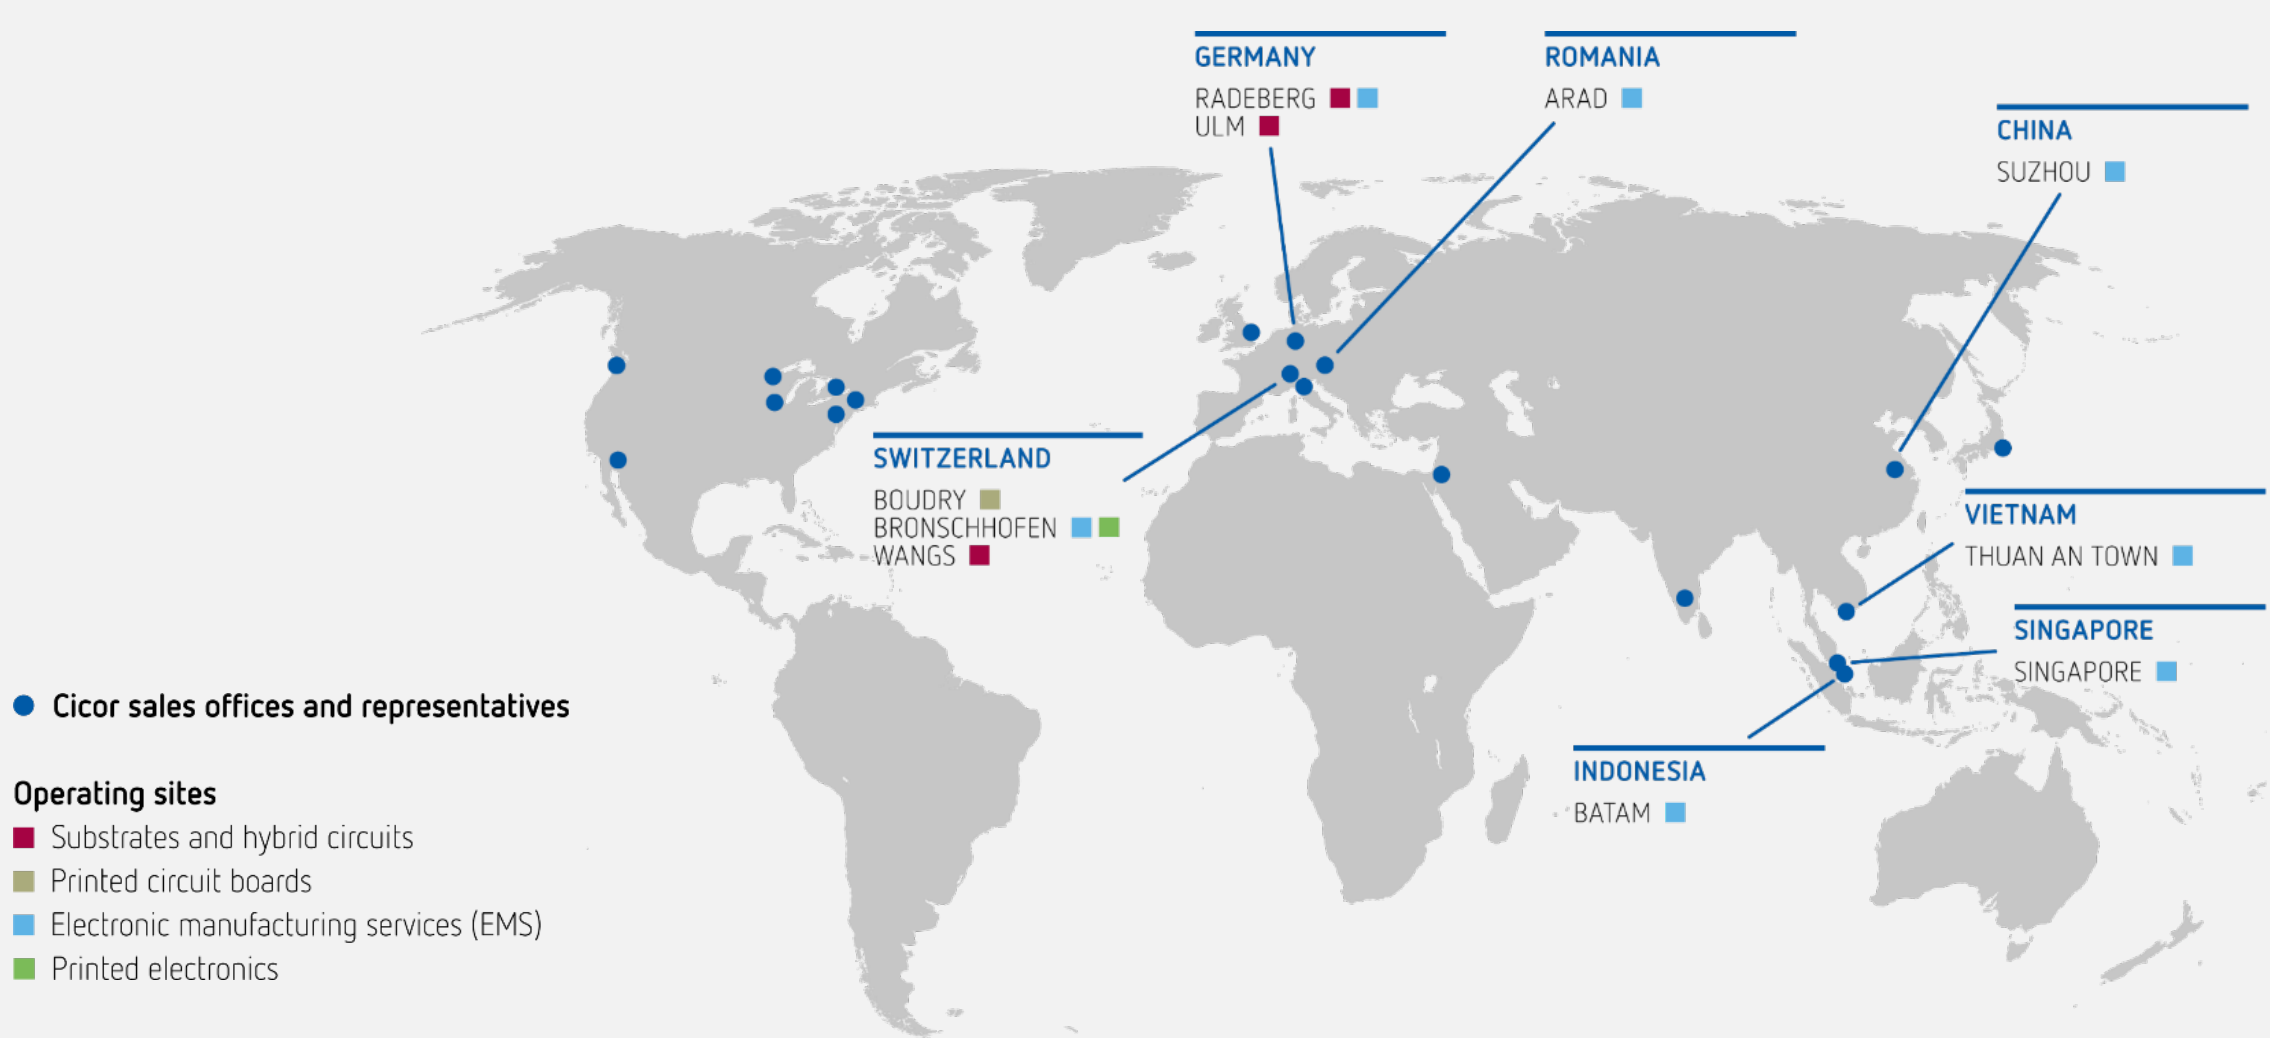 GERMANY
RADEBERG
ULM
ROMANIA
ARAD
CHINA
SUZHOU
SWITZERLAND
BOUDRY
BRONSCHHOFEN
WANGS
VIETNAM
THUAN AN TOWN
SINGAPORE
SINGAPORE
INDONESIA
BATAM
Cicor sales offices and representatives
Operating sites
Substrates and hybrid circuits
Printed circuit boards
Electronic manufacturing services (EMS)
Printed electronics